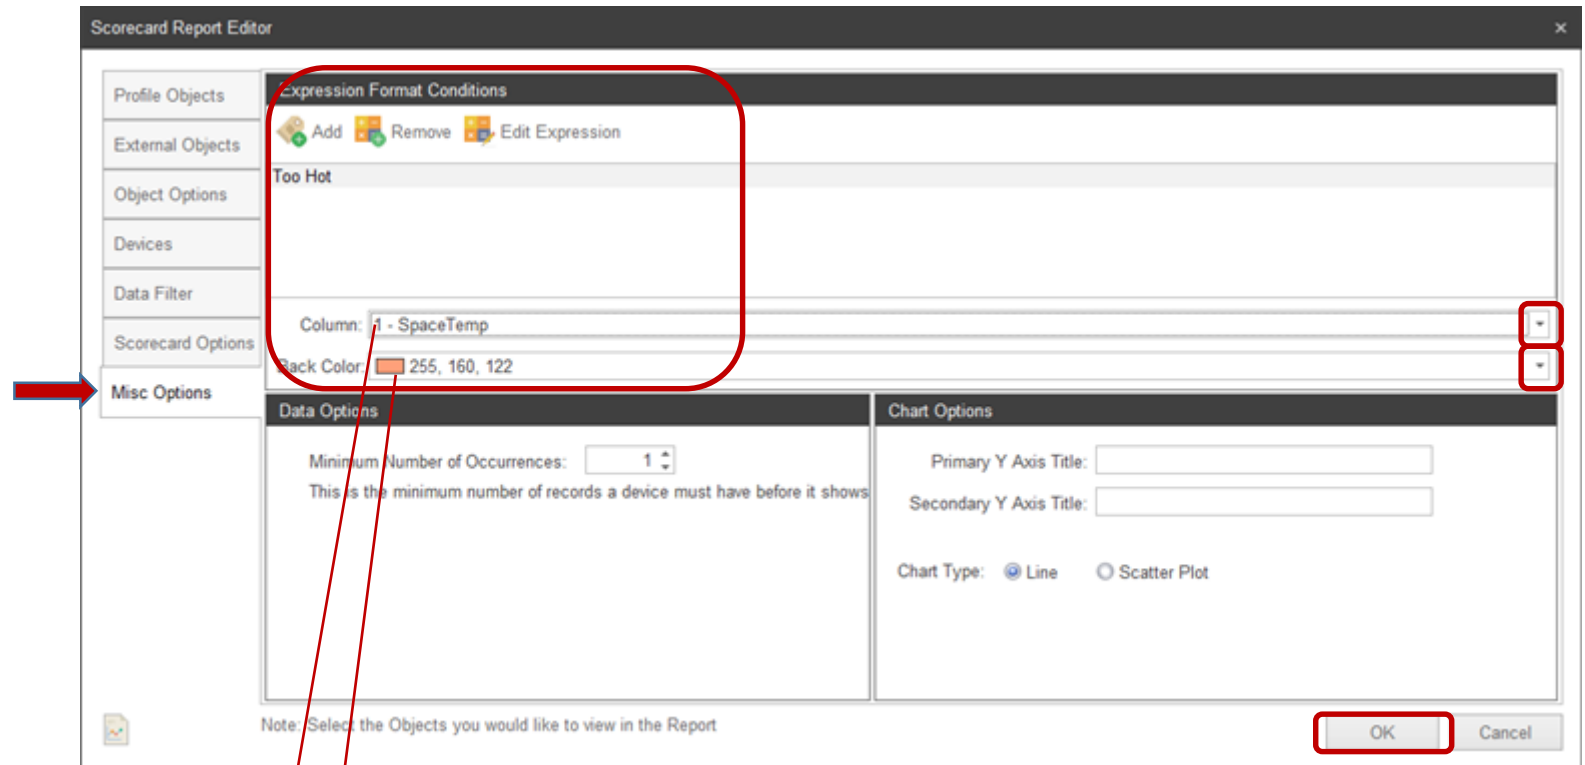 Scorecard Report Editor
Profile Objects
External Objects
Object Options
Devices
Data Filter
Scorecard Options
Misc Options
Expression Format Conditions
Add Remove Edit Expression
Too Hot
Column: 1 - SpaceTemp
Back Color: 255, 160, 122
Data Options
Minimum Number of Occurrences: 1
This is the minimum number of records a device must have before it shows
Chart Options
Primary Y Axis Title:
Secondary Y Axis Title:
Chart Type: Line Scatter Plot
Note: Select the Objects you would like to view in the Report
OK Cancel